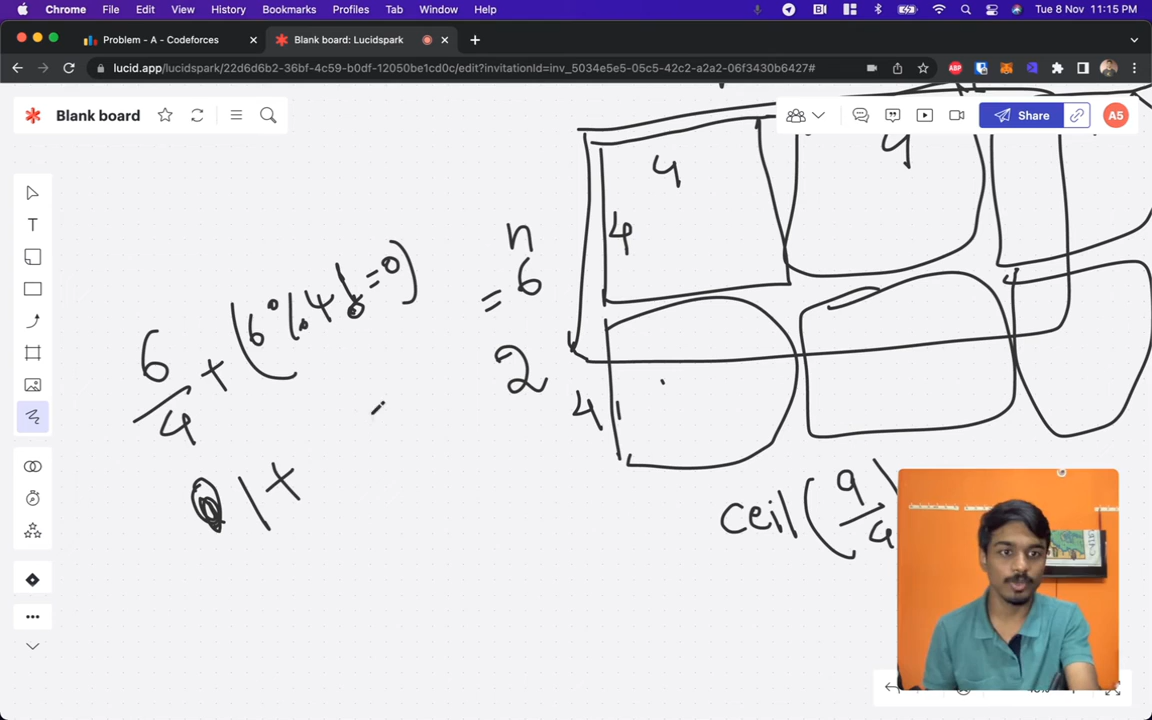 Chrome File Edit View History Bookmarks Profiles Tab Window Help Tue 8 Nov 11:15 PM
Problem - A - Codeforces
Blank board: Lucidspark
lucid.app/lucidspark/22d6d6b2-36bf-4c59-b0df-12050be1cd0c/edit?invitationId=inv_5034e5e5-05c5-42c2-a2a2-06f3430b6427#
ABP
Blank board
Share
A5
T
4
4
4
n
= 6
2
4
6/4 + (6%4 != 0)
1 +
ceil(9/4)